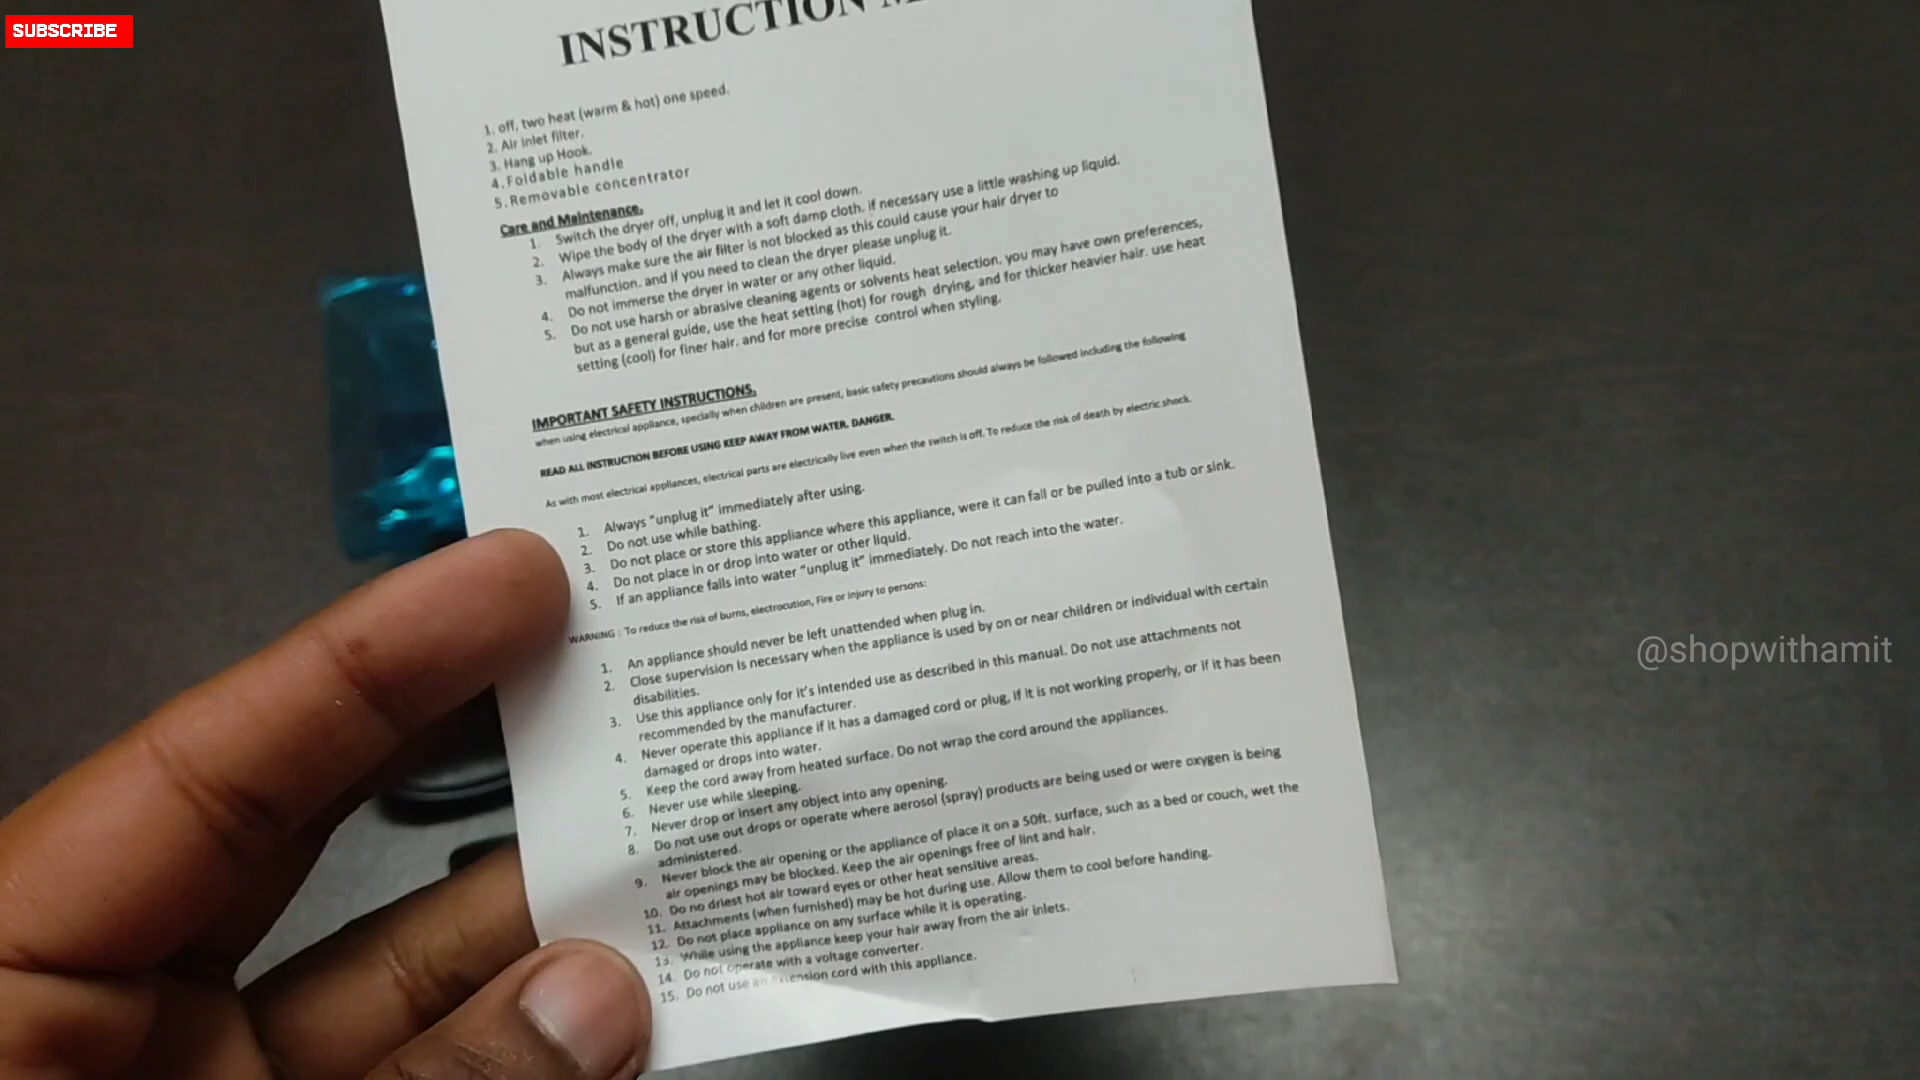 SUBSCRIBE
INSTRUCTION
1. off, two heat (warm & hot) one speed.
2. Air inlet filter.
3. Hang up Hook.
4. Foldable handle
5. Removable concentrator
Care and Maintenance.
1. Switch the dryer off, unplug it and let it cool down.
2. Wipe the body of the dryer with a soft damp cloth. if necessary use a little washing up liquid.
3. Always make sure the air filter is not blocked as this could cause your hair dryer to
malfunction. and if you need to clean the dryer please unplug it.
4. Do not immerse the dryer in water or any other liquid.
5. Do not use harsh or abrasive cleaning agents or solvents heat selection. you may have own preferences,
but as a general guide, use the heat setting (hot) for rough drying, and for thicker heavier hair. use heat
setting (cool) for finer hair. and for more precise control when styling.
IMPORTANT SAFETY INSTRUCTIONS.
when using electrical appliance, specially when children are present, basic safety precautions should always be followed including the following
READ ALL INSTRUCTION BEFORE USING KEEP AWAY FROM WATER. DANGER.
As with most electrical appliances, electrical parts are electrically live even when the switch is off. To reduce the risk of death by electric shock.
1. Always "unplug it" immediately after using.
2. Do not use while bathing.
3. Do not place or store this appliance where this appliance, were it can fall or be pulled into a tub or sink.
4. Do not place in or drop into water or other liquid.
5. If an appliance falls into water "unplug it" immediately. Do not reach into the water.
WARNING : To reduce the risk of burns, electrocution, Fire or injury to persons:
1. An appliance should never be left unattended when plug in.
2. Close supervision is necessary when the appliance is used by on or near children or individual with certain
disabilities.
3. Use this appliance only for it's intended use as described in this manual. Do not use attachments not
recommended by the manufacturer.
4. Never operate this appliance if it has a damaged cord or plug, if it is not working properly, or if it has been
damaged or drops into water.
5. Keep the cord away from heated surface. Do not wrap the cord around the appliances.
6. Never use while sleeping.
7. Never drop or insert any object into any opening.
8. Do not use out drops or operate where aerosol (spray) products are being used or were oxygen is being
administered.
9. Never block the air opening or the appliance of place it on a 50ft. surface, such as a bed or couch, wet the
air openings may be blocked. Keep the air openings free of lint and hair.
10. Do no driest hot air toward eyes or other heat sensitive areas.
11. Attachments (when furnished) may be hot during use. Allow them to cool before handing.
12. Do not place appliance on any surface while it is operating.
13. While using the appliance keep your hair away from the air inlets.
14. Do not operate with a voltage converter.
15. Do not use an extension cord with this appliance.
@shopwithamit